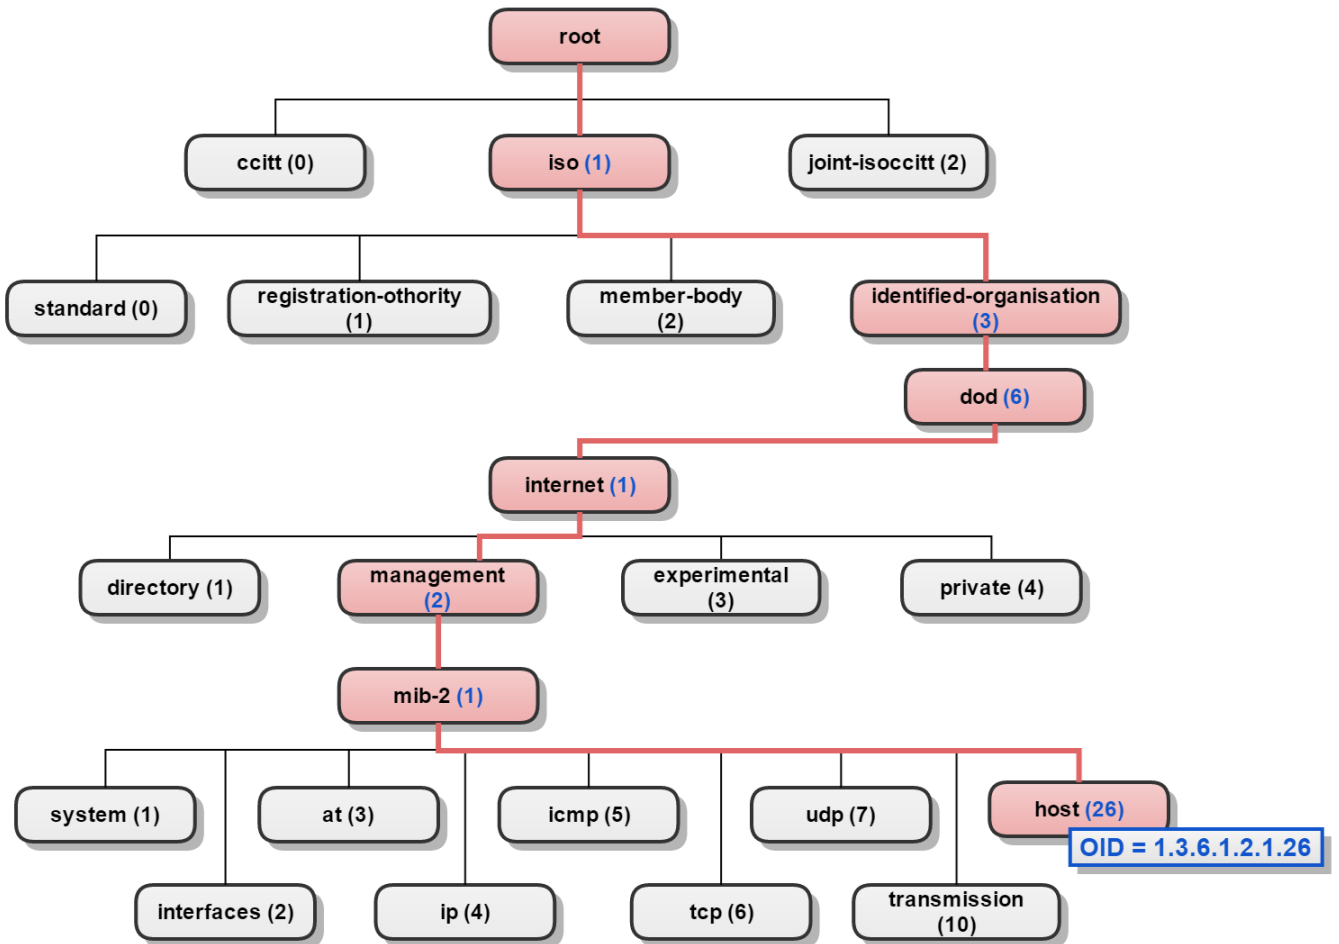 root
ccitt (0)
iso (1)
joint-isoccitt (2)
standard (0)
registration-othority
(1)
member-body
(2)
identified-organisation
(3)
dod (6)
internet (1)
directory (1)
management
(2)
experimental
(3)
private (4)
mib-2 (1)
system (1)
at (3)
icmp (5)
udp (7)
host (26)
OID = 1.3.6.1.2.1.26
interfaces (2)
ip (4)
tcp (6)
transmission
(10)